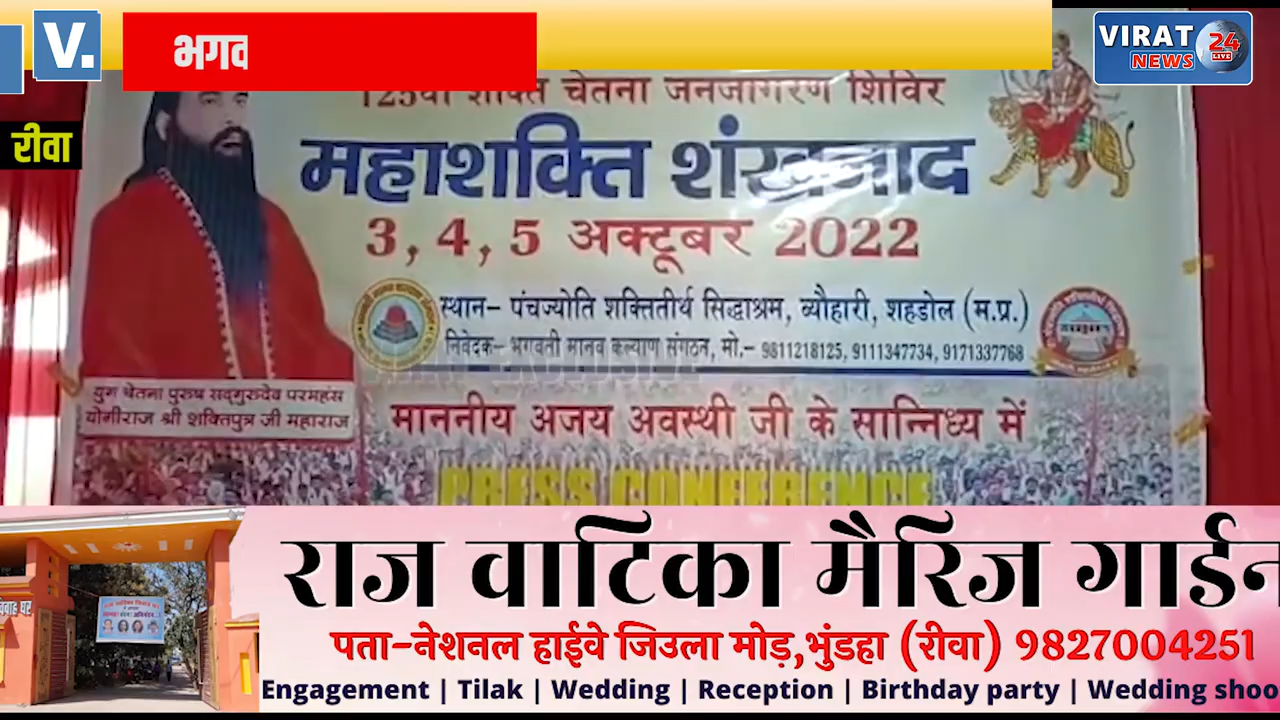 V.
भगव
VIRAT
NEWS
24
LIVE
रीवा
125वां शक्ति चेतना जनजागरण शिविर
महाशक्ति शंखनाद
3, 4, 5 अक्टूबर 2022
स्थान- पंचज्योति शक्तितीर्थ सिद्धाश्रम, ब्यौहारी, शहडोल (म.प्र.)
निवेदक- भगवती मानव कल्याण संगठन, मो.- 9811218125, 9111347734, 9171337768
युग चेतना पुरुष सद्गुरुदेव परमहंस
योगीराज श्री शक्तिपुत्र जी महाराज
माननीय अजय अवस्थी जी के सान्निध्य में
PRESS CONFERENCE
राज वाटिका मैरिज गार्डन
पता-नेशनल हाईवे जिउला मोड़,भुंडहा (रीवा) 9827004251
Engagement | Tilak | Wedding | Reception | Birthday party | Wedding shoo